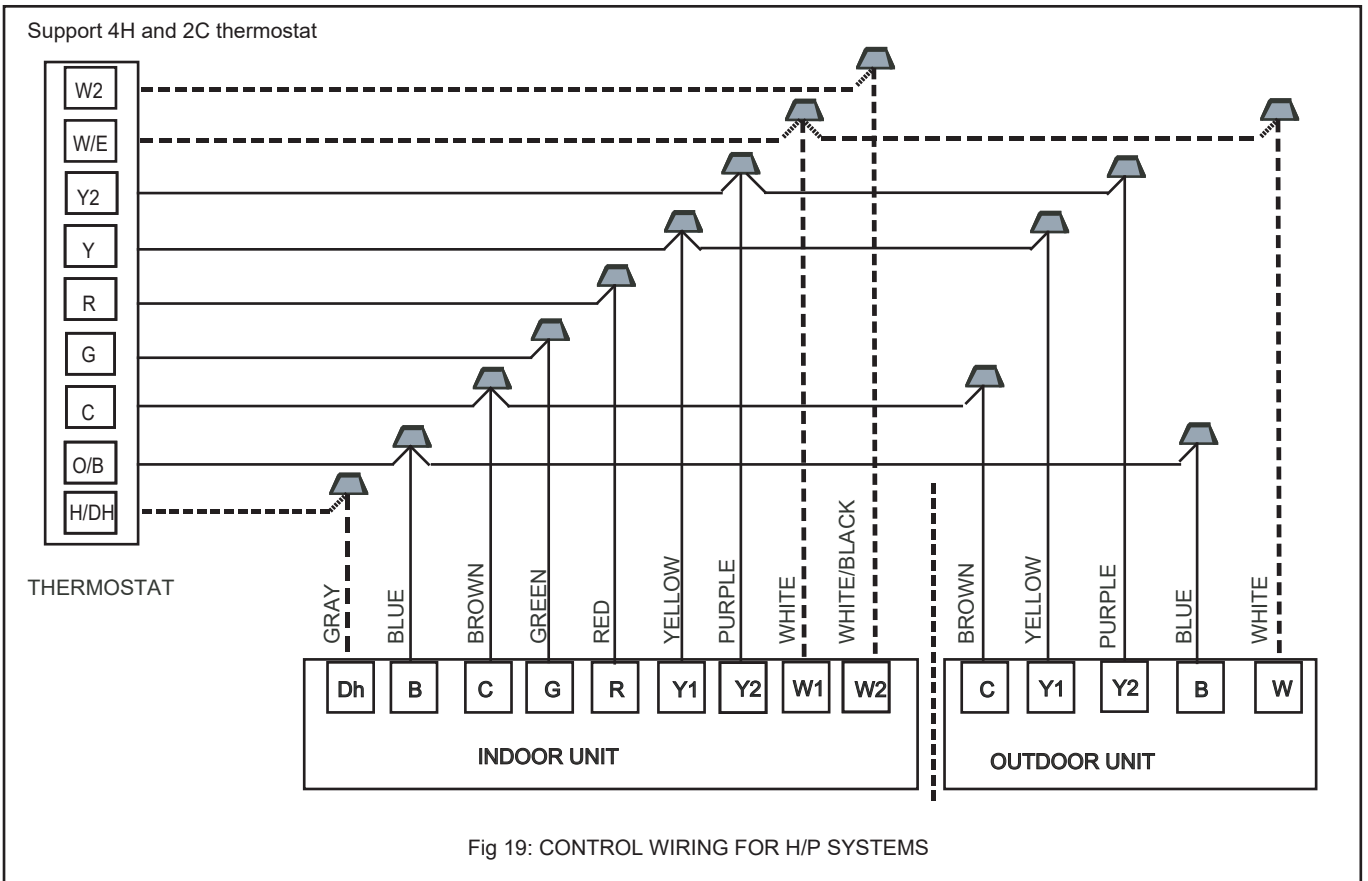 Support 4H and 2C thermostat
W2
W/E
Y2
Y
R
G
C
O/B
H/DH
THERMOSTAT
GRAY
BLUE
BROWN
GREEN
RED
YELLOW
PURPLE
WHITE
WHITE/BLACK
BROWN
YELLOW
PURPLE
BLUE
WHITE
Dh B C G R Y1 Y2 W1 W2
C Y1 Y2 B W
INDOOR UNIT
OUTDOOR UNIT
Fig 19: CONTROL WIRING FOR H/P SYSTEMS